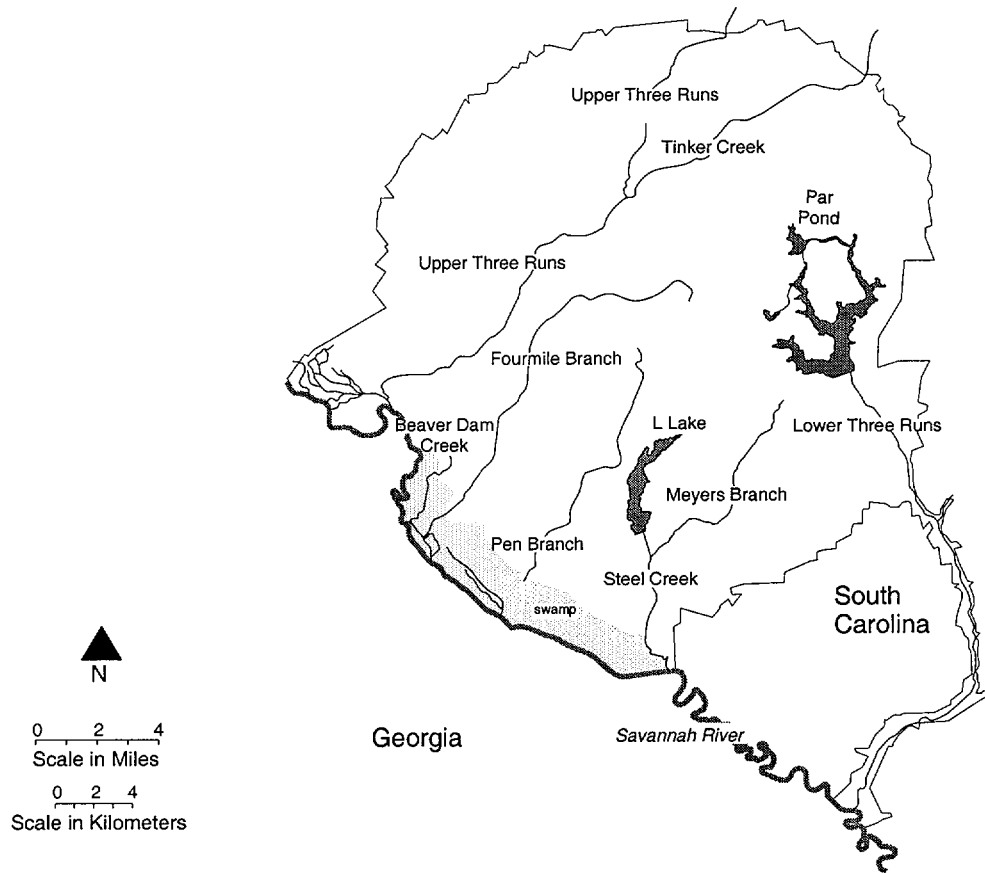 Upper Three Runs
Tinker Creek
Par
Pond
Upper Three Runs
Fourmile Branch
Beaver Dam
Creek
L Lake
Lower Three Runs
Meyers Branch
Pen Branch
Steel Creek
swamp
South
Carolina
N
0 2 4
Scale in Miles
Georgia
Savannah River
0 2 4
Scale in Kilometers